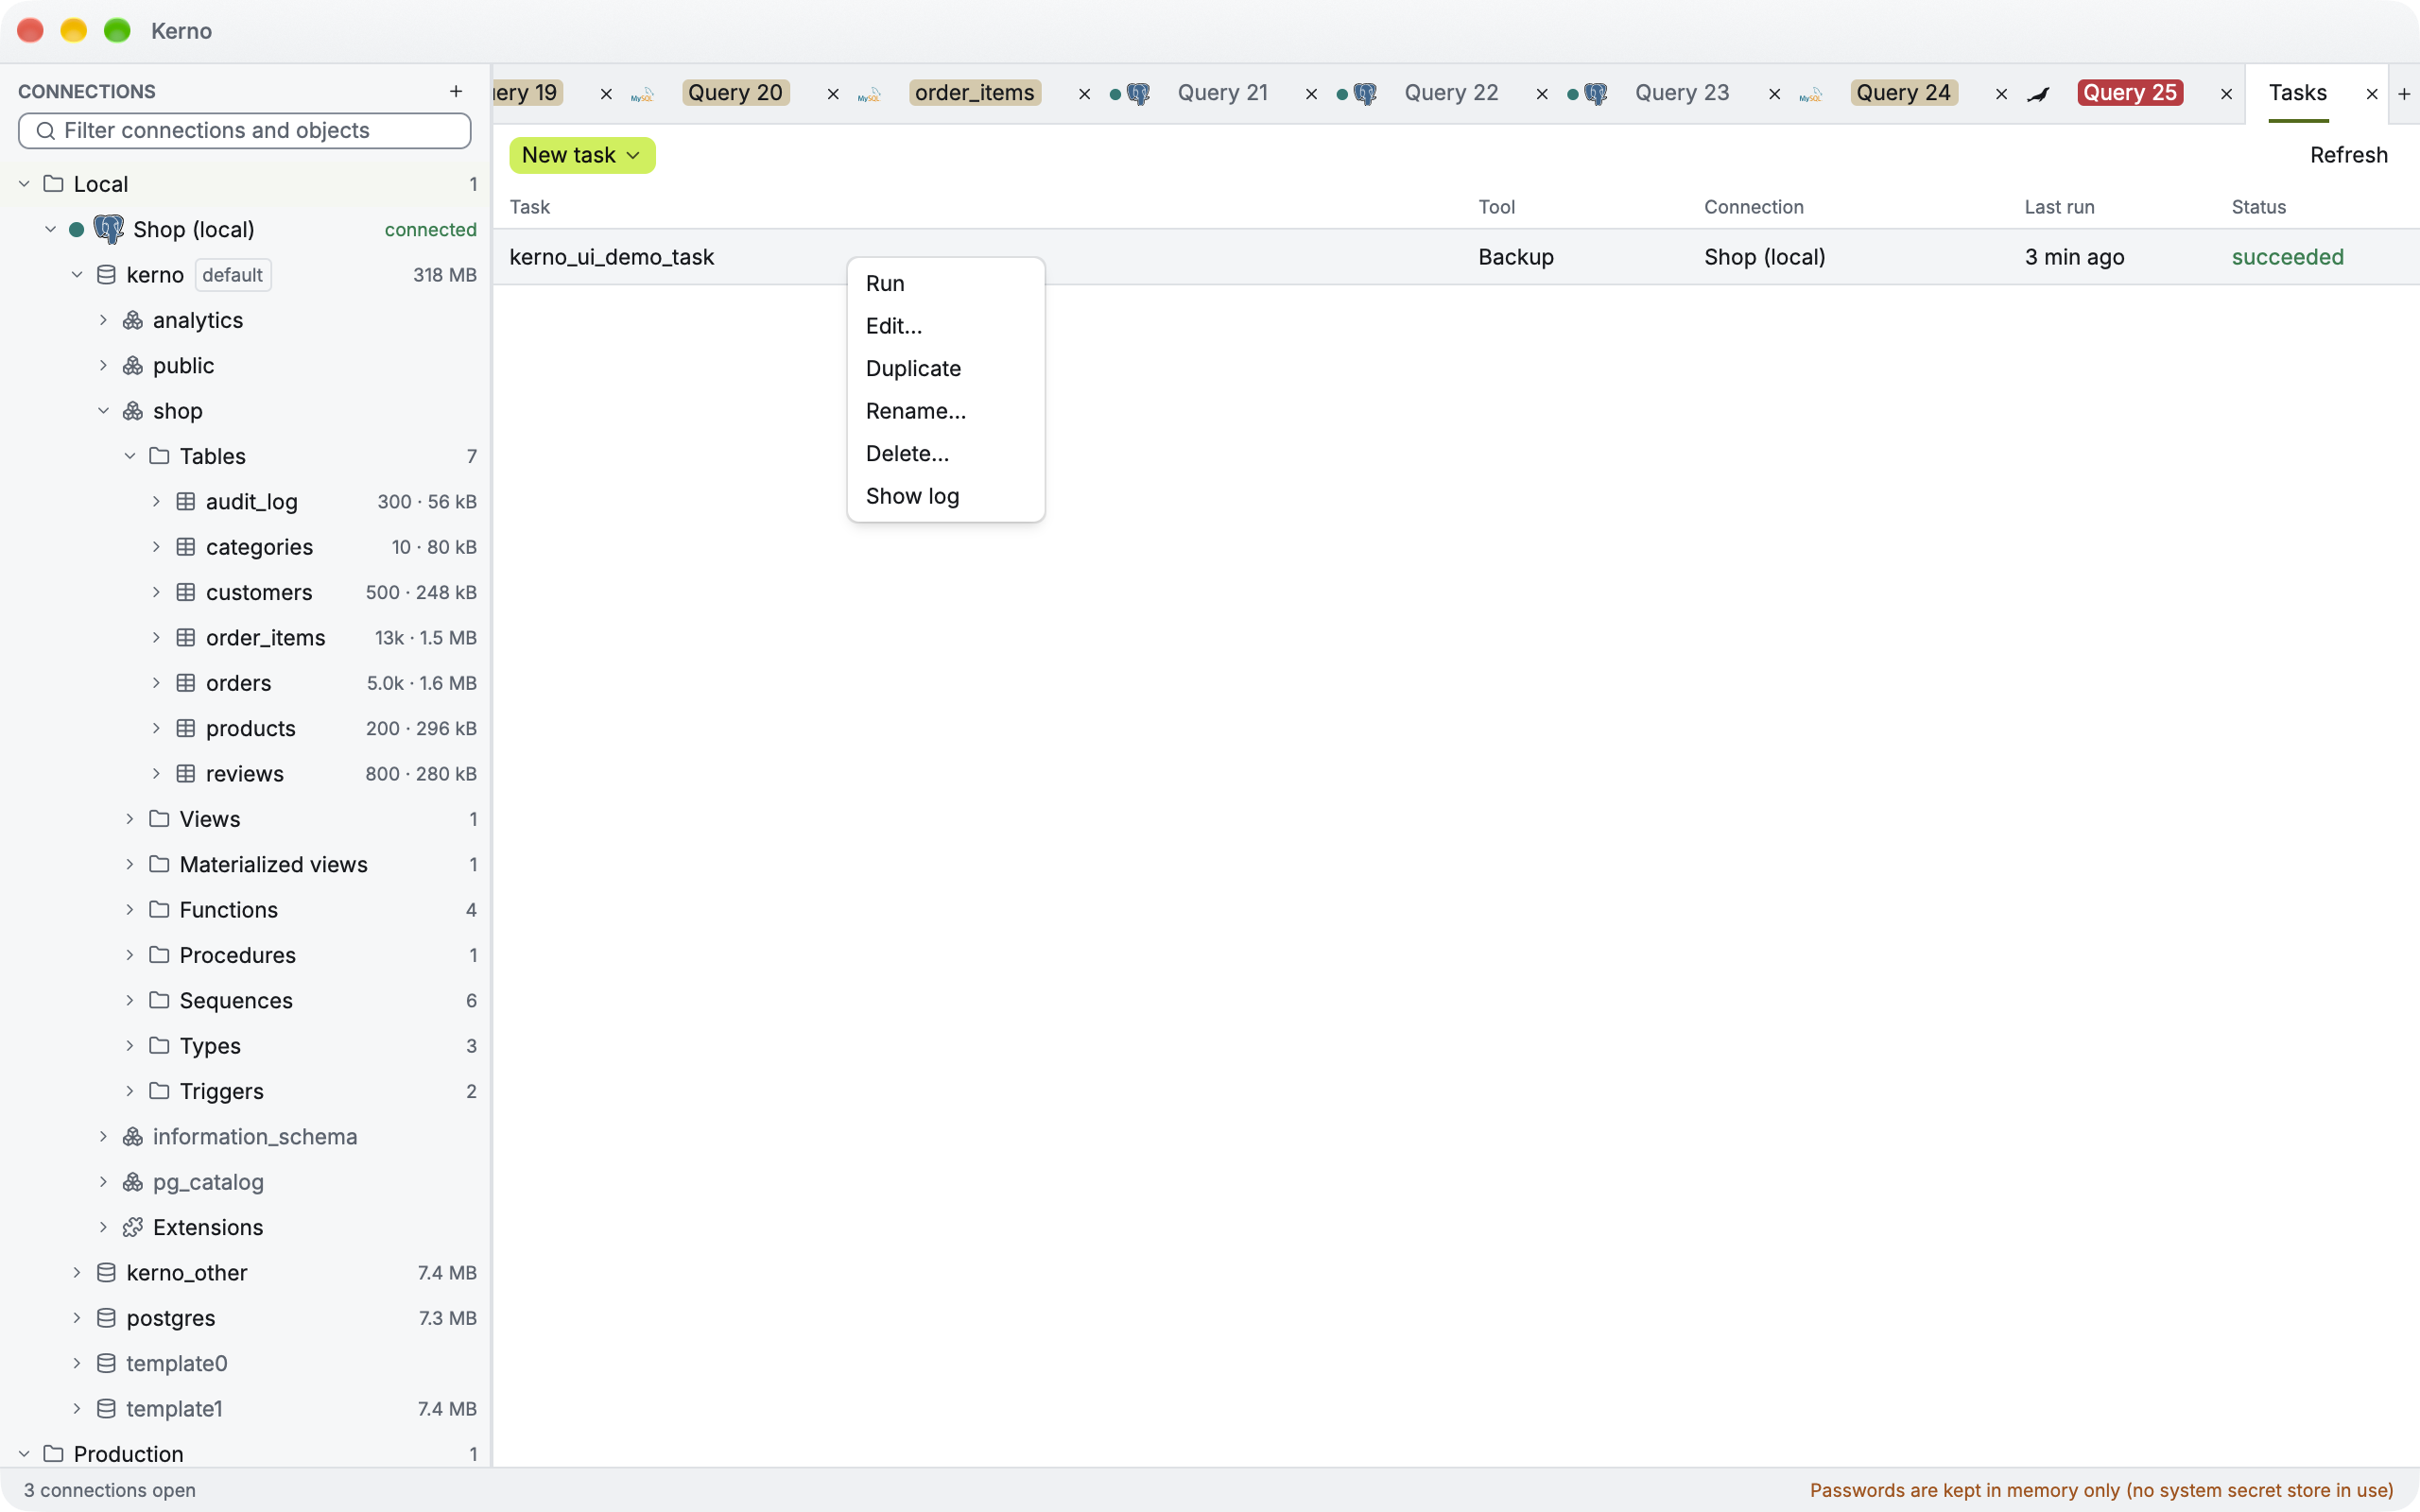 Kerno
CONNECTIONS
Filter connections and objects
Local 1
Shop (local) connected
kerno default 318 MB
analytics
public
shop
Tables 7
audit_log 300 · 56 kB
categories 10 · 80 kB
customers 500 · 248 kB
order_items 13k · 1.5 MB
orders 5.0k · 1.6 MB
products 200 · 296 kB
reviews 800 · 280 kB
Views 1
Materialized views 1
Functions 4
Procedures 1
Sequences 6
Types 3
Triggers 2
information_schema
pg_catalog
Extensions
kerno_other 7.4 MB
postgres 7.3 MB
template0
template1 7.4 MB
Production 1
ery 19 MySQL Query 20 MySQL order_items Query 21 Query 22 Query 23 MySQL Query 24 Query 25 Tasks
New task Refresh
Task Tool Connection Last run Status
kerno_ui_demo_task Backup Shop (local) 3 min ago succeeded
Run
Edit...
Duplicate
Rename...
Delete...
Show log
3 connections open Passwords are kept in memory only (no system secret store in use)